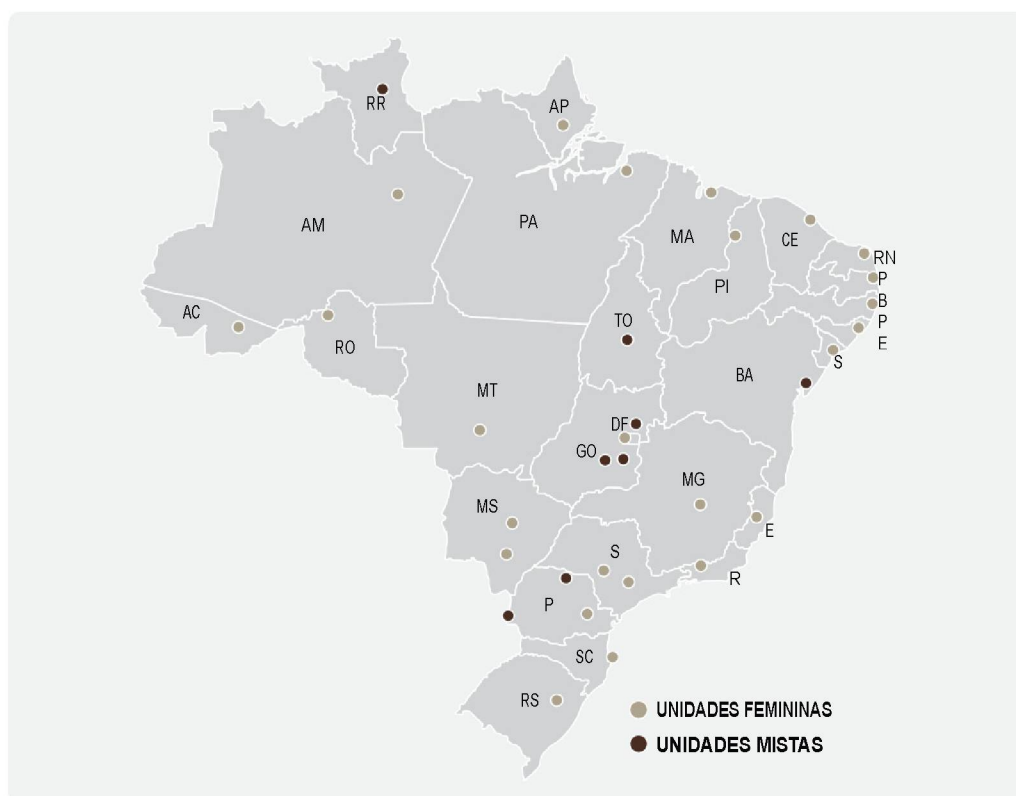 RR
AP
AM
PA
MA
CE
RN
P
B
PI
AC
TO
P
E
RO
S
BA
MT
DF
GO
MG
MS
E
S
R
P
SC
RS
UNIDADES FEMININAS
UNIDADES MISTAS